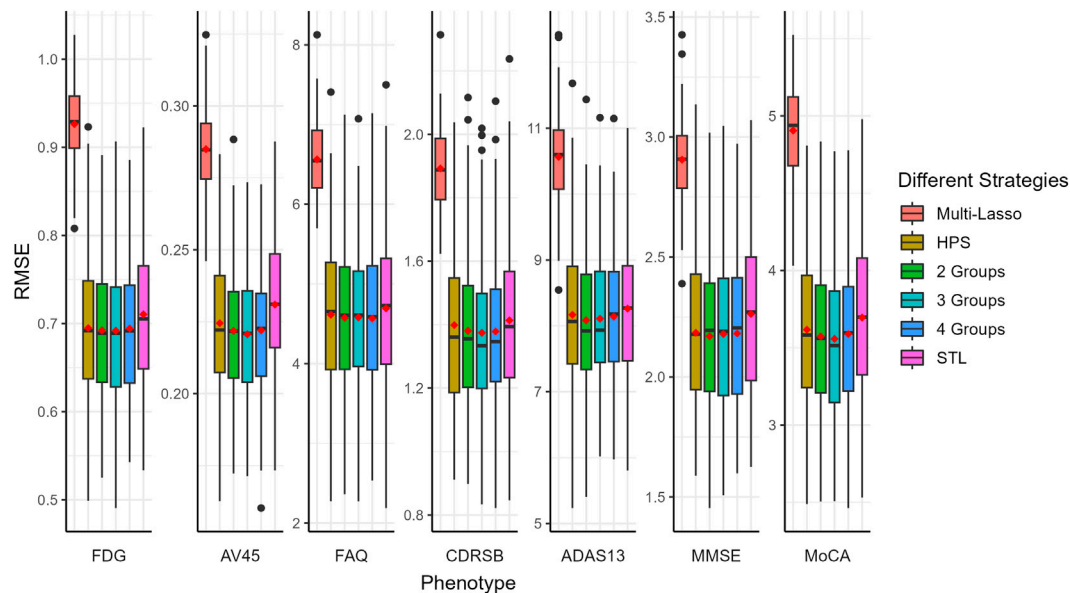 RMSE
1.0
0.9
0.8
0.7
0.6
0.5
FDG
0.30
0.25
0.20
AV45
8
6
4
2
FAQ
2.0
1.6
1.2
0.8
CDRSB
11
9
7
5
ADAS13
3.5
3.0
2.5
2.0
1.5
MMSE
5
4
3
MoCA
Phenotype
Different Strategies
Multi-Lasso
HPS
2 Groups
3 Groups
4 Groups
STL